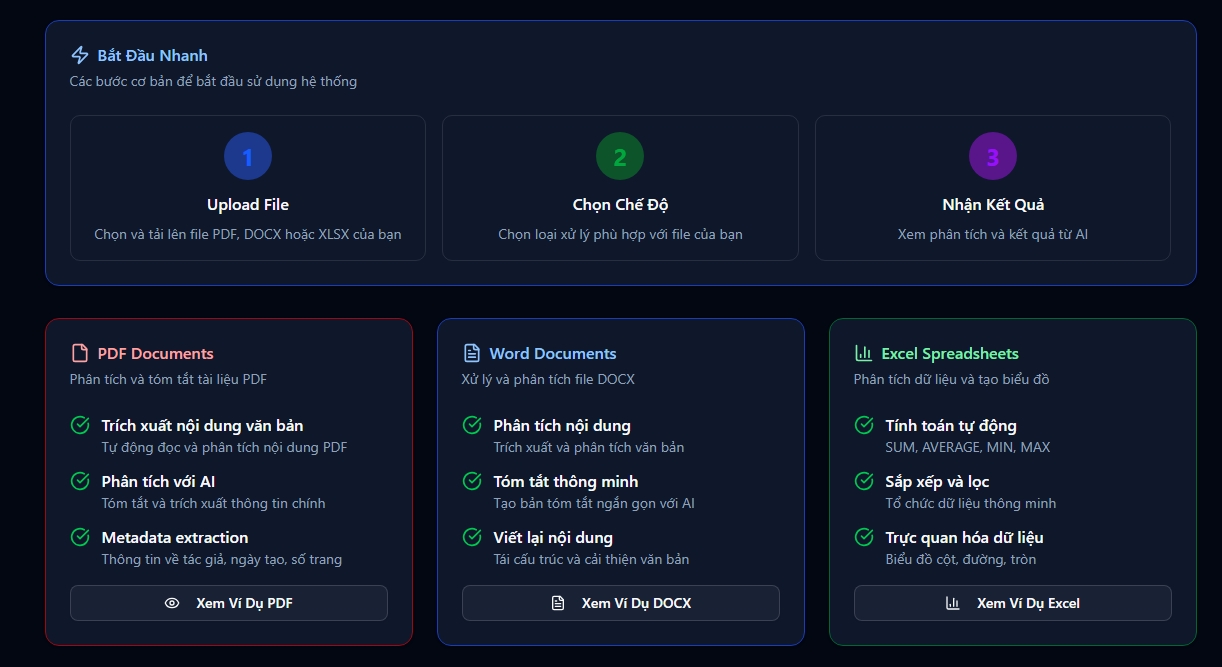 Bắt Đầu Nhanh
Các bước cơ bản để bắt đầu sử dụng hệ thống
1
Upload File
Chọn và tải lên file PDF, DOCX hoặc XLSX của bạn
2
Chọn Chế Độ
Chọn loại xử lý phù hợp với file của bạn
3
Nhận Kết Quả
Xem phân tích và kết quả từ AI
PDF Documents
Phân tích và tóm tắt tài liệu PDF
Trích xuất nội dung văn bản
Tự động đọc và phân tích nội dung PDF
Phân tích với AI
Tóm tắt và trích xuất thông tin chính
Metadata extraction
Thông tin về tác giả, ngày tạo, số trang
Xem Ví Dụ PDF
Word Documents
Xử lý và phân tích file DOCX
Phân tích nội dung
Trích xuất và phân tích văn bản
Tóm tắt thông minh
Tạo bản tóm tắt ngắn gọn với AI
Viết lại nội dung
Tái cấu trúc và cải thiện văn bản
Xem Ví Dụ DOCX
Excel Spreadsheets
Phân tích dữ liệu và tạo biểu đồ
Tính toán tự động
SUM, AVERAGE, MIN, MAX
Sắp xếp và lọc
Tổ chức dữ liệu thông minh
Trực quan hóa dữ liệu
Biểu đồ cột, đường, tròn
Xem Ví Dụ Excel